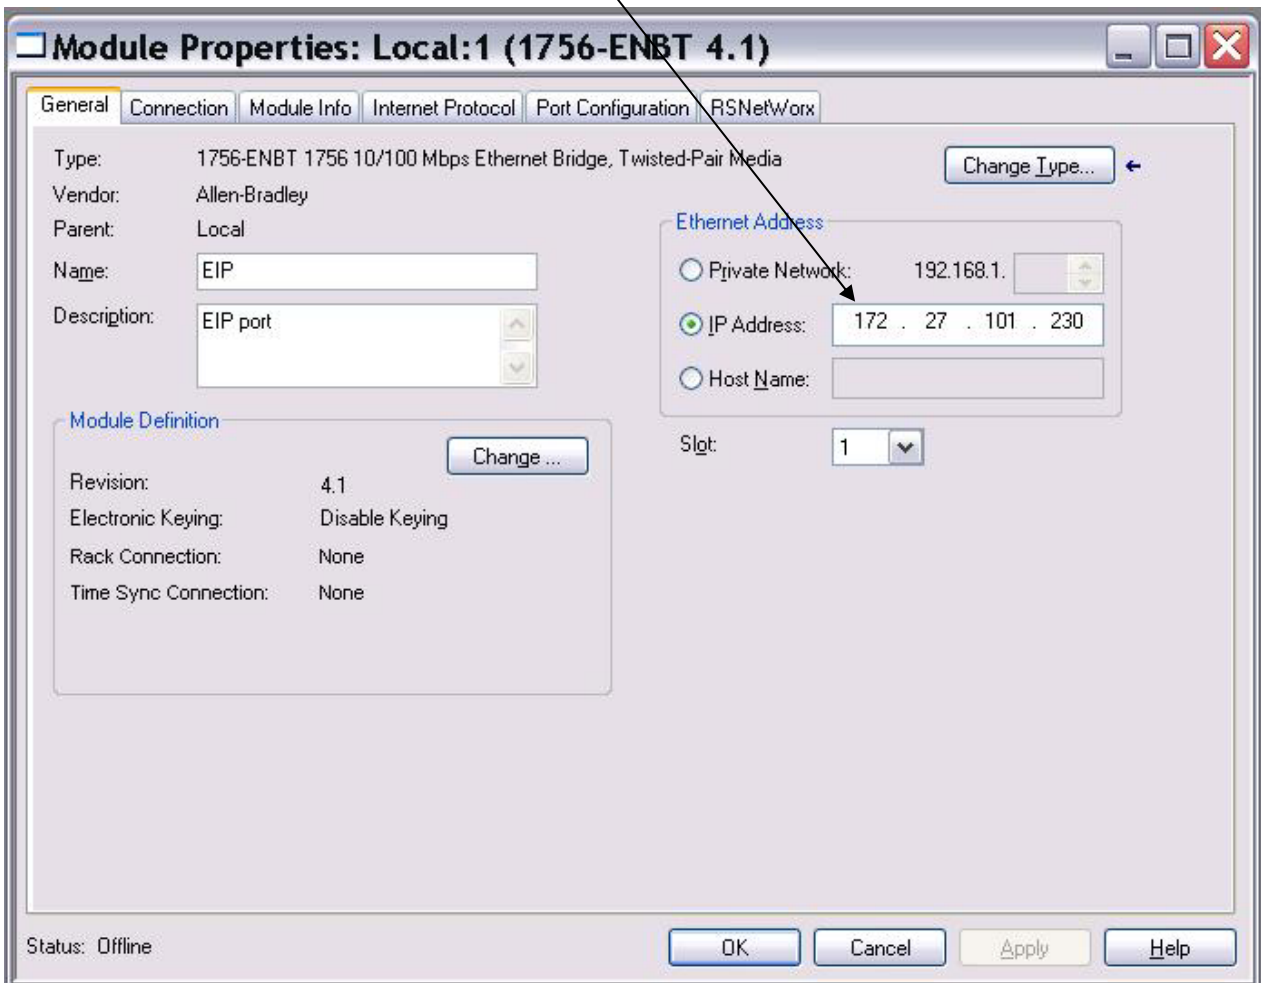 Module Properties: Local:1 (1756-ENBT 4.1)
General Connection Module Info Internet Protocol Port Configuration RSNetWorx
Type: 1756-ENBT 1756 10/100 Mbps Ethernet Bridge, Twisted-Pair Media
Change Type...
Vendor: Allen-Bradley
Parent: Local
Name: EIP
Description: EIP port
Ethernet Address
Private Network: 192.168.1.
IP Address: 172 . 27 . 101 . 230
Host Name:
Slot: 1
Module Definition
Change ...
Revision: 4.1
Electronic Keying: Disable Keying
Rack Connection: None
Time Sync Connection: None
Status: Offline
OK Cancel Apply Help